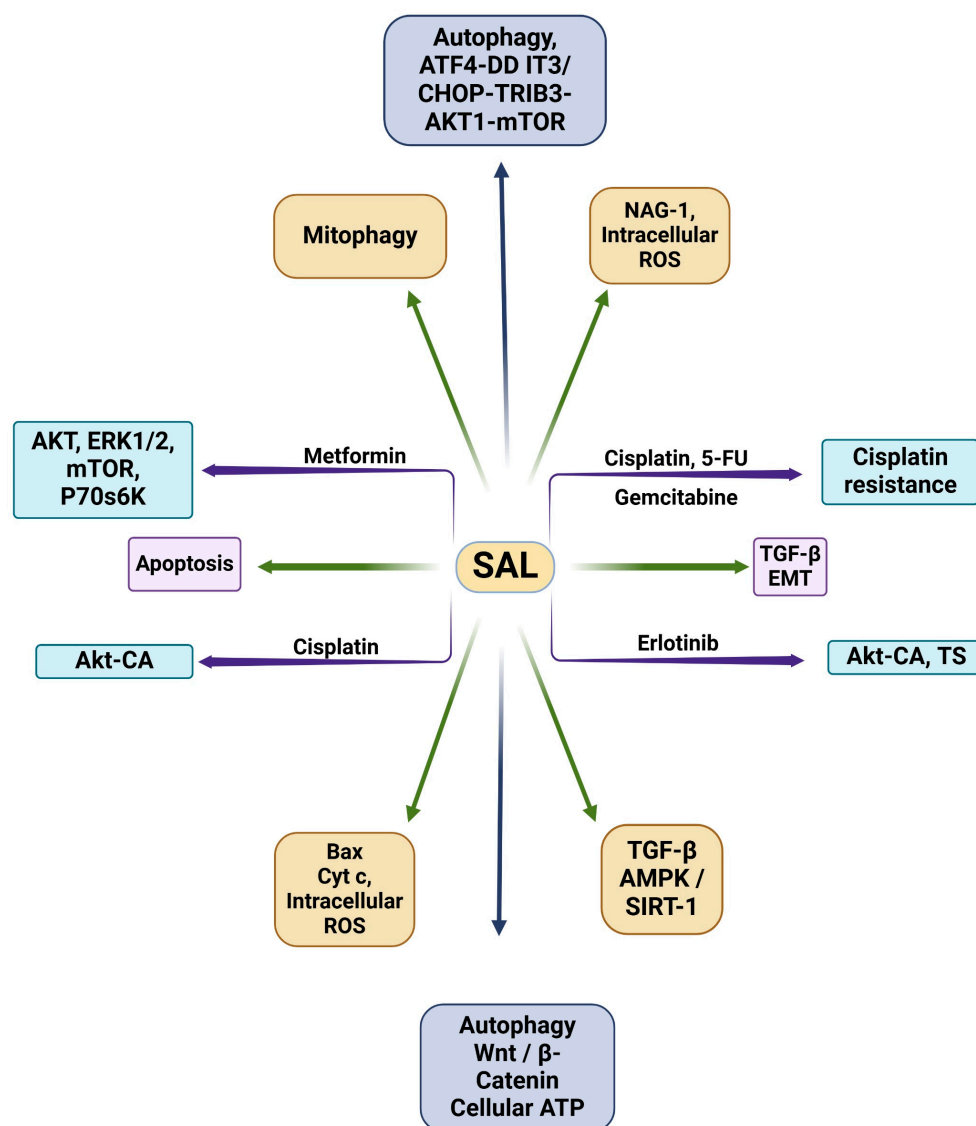 Autophagy,
ATF4-DD IT3/
CHOP-TRIB3-
AKT1-mTOR
Mitophagy
NAG-1,
Intracellular
ROS
AKT, ERK1/2,
mTOR,
P70s6K
Metformin
Cisplatin, 5-FU
Gemcitabine
Cisplatin
resistance
Apoptosis
SAL
TGF-β
EMT
Akt-CA
Cisplatin
Erlotinib
Akt-CA, TS
Bax
Cyt c,
Intracellular
ROS
TGF-β
AMPK /
SIRT-1
Autophagy
Wnt / β-
Catenin
Cellular ATP